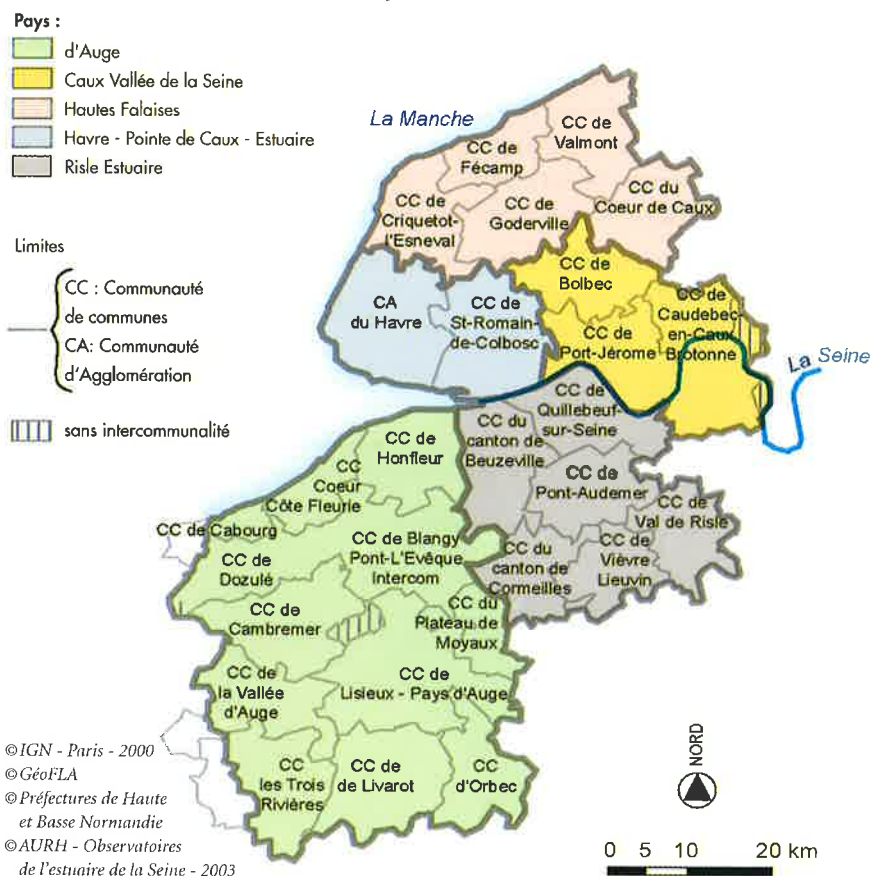 Pays :
d'Auge
Caux Vallée de la Seine
Hautes Falaises
Havre - Pointe de Caux - Estuaire
Risle Estuaire
Limites
CC : Communauté
de communes
CA: Communauté
d'Agglomération
sans intercommunalité
La Manche
CC de
Valmont
CC de
Fécamp
CC du
Coeur de Caux
CC de
Criquetot-
l'Esneval
CC de
Goderville
CC de
Bolbec
CA
du Havre
CC de
St-Romain-
de-Colbosc
CC de
Port-Jérome
CC de
Caudebec-
en-Caux
Brotonne
La Seine
CC de
Quillebeuf-
sur-Seine
CC du
canton de
Beuzeville
CC de
Pont-Audemer
CC de
Val de Risle
CC du
canton de
Cormeilles
CC de
Vièvre
Lieuvin
CC de
Honfleur
CC
Coeur
Côte Fleurie
CC de Cabourg
CC de
Dozulé
CC de Blangy
Pont-L'Evêque
Intercom
CC de
Cambremer
CC du
Plateau de
Moyaux
CC de
la Vallée
d'Auge
CC de
Lisieux - Pays d'Auge
CC
les Trois
Rivières
CC de
de Livarot
CC
d'Orbec
© IGN - Paris - 2000
© GéoFLA
© Préfectures de Haute
et Basse Normandie
© AURH - Observatoires
de l'estuaire de la Seine - 2003
NORD
0 5 10 20 km